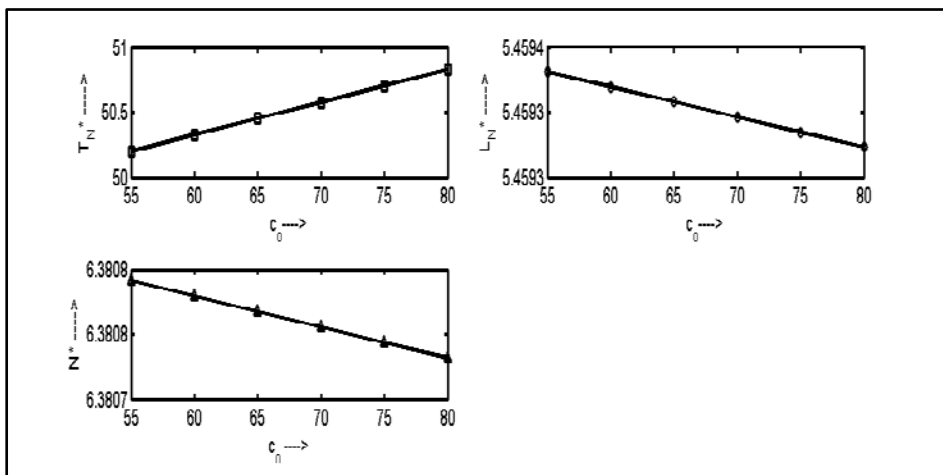 51
50.5
50
T_N* ---->
55 60 65 70 75 80
c_0 ---->
5.4594
5.4593
5.4593
L_N* ---->
55 60 65 70 75 80
c_0 ---->
6.3808
6.3808
6.3807
N* ---->
55 60 65 70 75 80
c_0 ---->